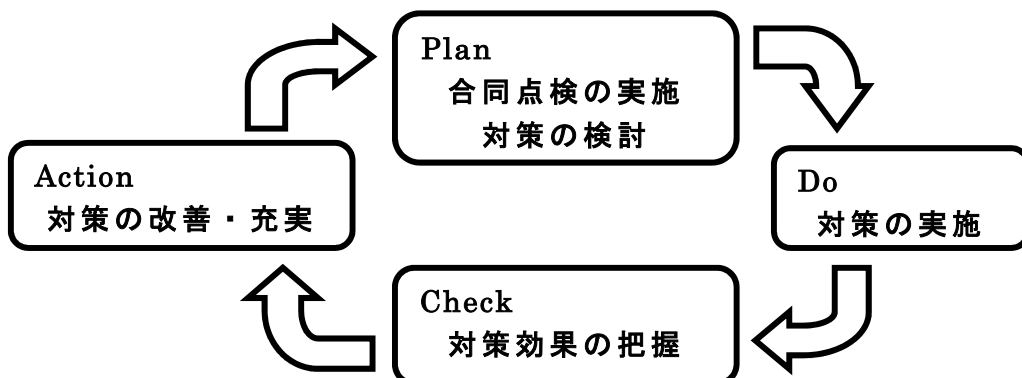 Plan
合同点検の実施
対策の検討
Do
対策の実施
Check
対策効果の把握
Action
対策の改善・充実